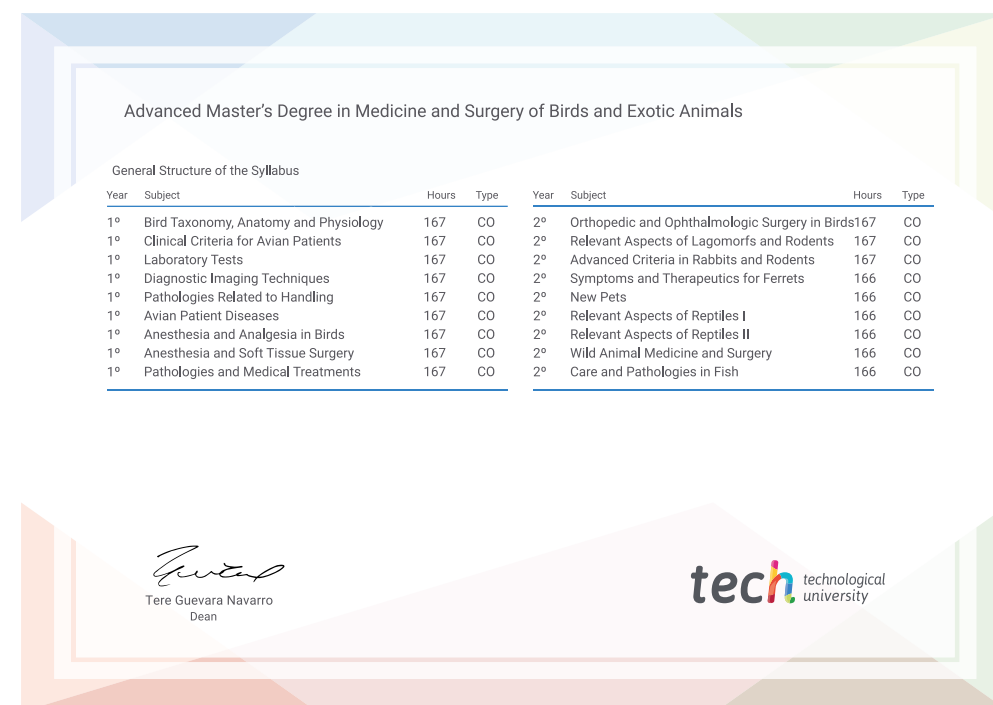 Advanced Master's Degree in Medicine and Surgery of Birds and Exotic Animals
General Structure of the Syllabus
Year Subject Hours Type
1º Bird Taxonomy, Anatomy and Physiology 167 CO
1º Clinical Criteria for Avian Patients 167 CO
1º Laboratory Tests 167 CO
1º Diagnostic Imaging Techniques 167 CO
1º Pathologies Related to Handling 167 CO
1º Avian Patient Diseases 167 CO
1º Anesthesia and Analgesia in Birds 167 CO
1º Anesthesia and Soft Tissue Surgery 167 CO
1º Pathologies and Medical Treatments 167 CO
Year Subject Hours Type
2º Orthopedic and Ophthalmologic Surgery in Birds 167 CO
2º Relevant Aspects of Lagomorfs and Rodents 167 CO
2º Advanced Criteria in Rabbits and Rodents 167 CO
2º Symptoms and Therapeutics for Ferrets 166 CO
2º New Pets 166 CO
2º Relevant Aspects of Reptiles I 166 CO
2º Relevant Aspects of Reptiles II 166 CO
2º Wild Animal Medicine and Surgery 166 CO
2º Care and Pathologies in Fish 166 CO
Tere Guevara Navarro
Dean
tech technological
university